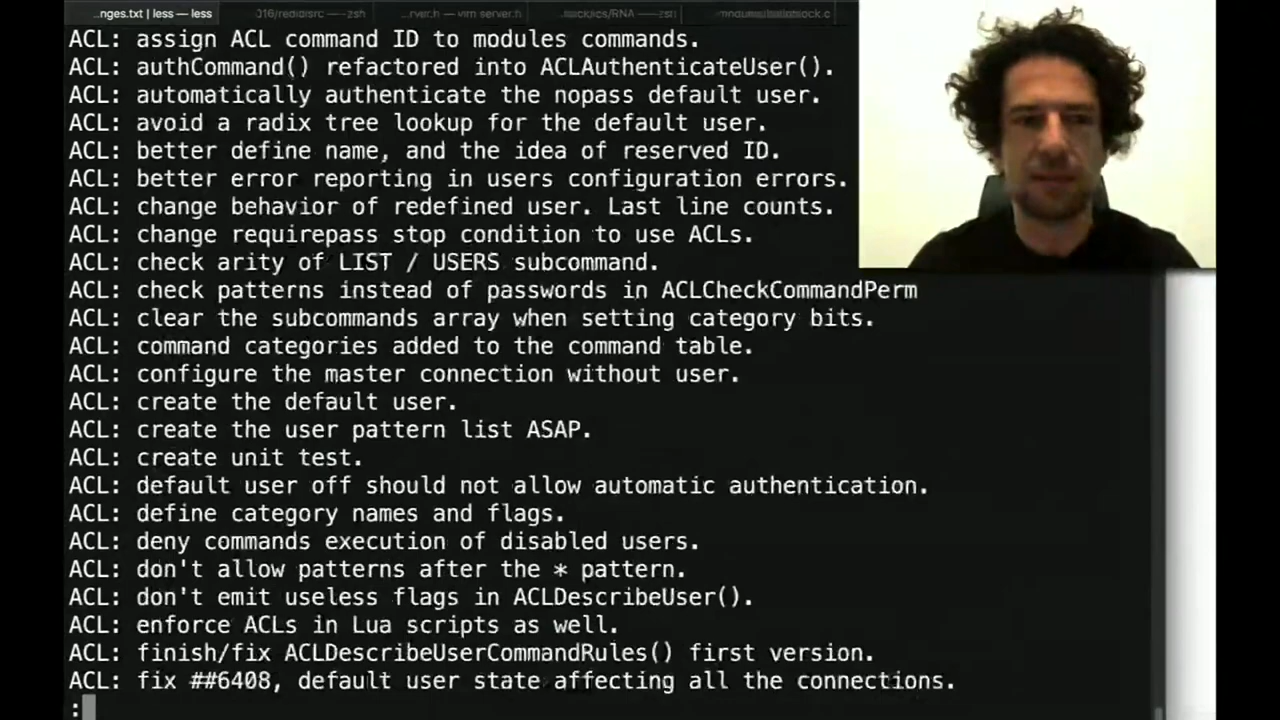 ...nges.txt | less — less
ACL: assign ACL command ID to modules commands.
ACL: authCommand() refactored into ACLAuthenticateUser().
ACL: automatically authenticate the nopass default user.
ACL: avoid a radix tree lookup for the default user.
ACL: better define name, and the idea of reserved ID.
ACL: better error reporting in users configuration errors.
ACL: change behavior of redefined user. Last line counts.
ACL: change requirepass stop condition to use ACLs.
ACL: check arity of LIST / USERS subcommand.
ACL: check patterns instead of passwords in ACLCheckCommandPerm
ACL: clear the subcommands array when setting category bits.
ACL: command categories added to the command table.
ACL: configure the master connection without user.
ACL: create the default user.
ACL: create the user pattern list ASAP.
ACL: create unit test.
ACL: default user off should not allow automatic authentication.
ACL: define category names and flags.
ACL: deny commands execution of disabled users.
ACL: don't allow patterns after the * pattern.
ACL: don't emit useless flags in ACLDescribeUser().
ACL: enforce ACLs in Lua scripts as well.
ACL: finish/fix ACLDescribeUserCommandRules() first version.
ACL: fix ##6408, default user state affecting all the connections.
: